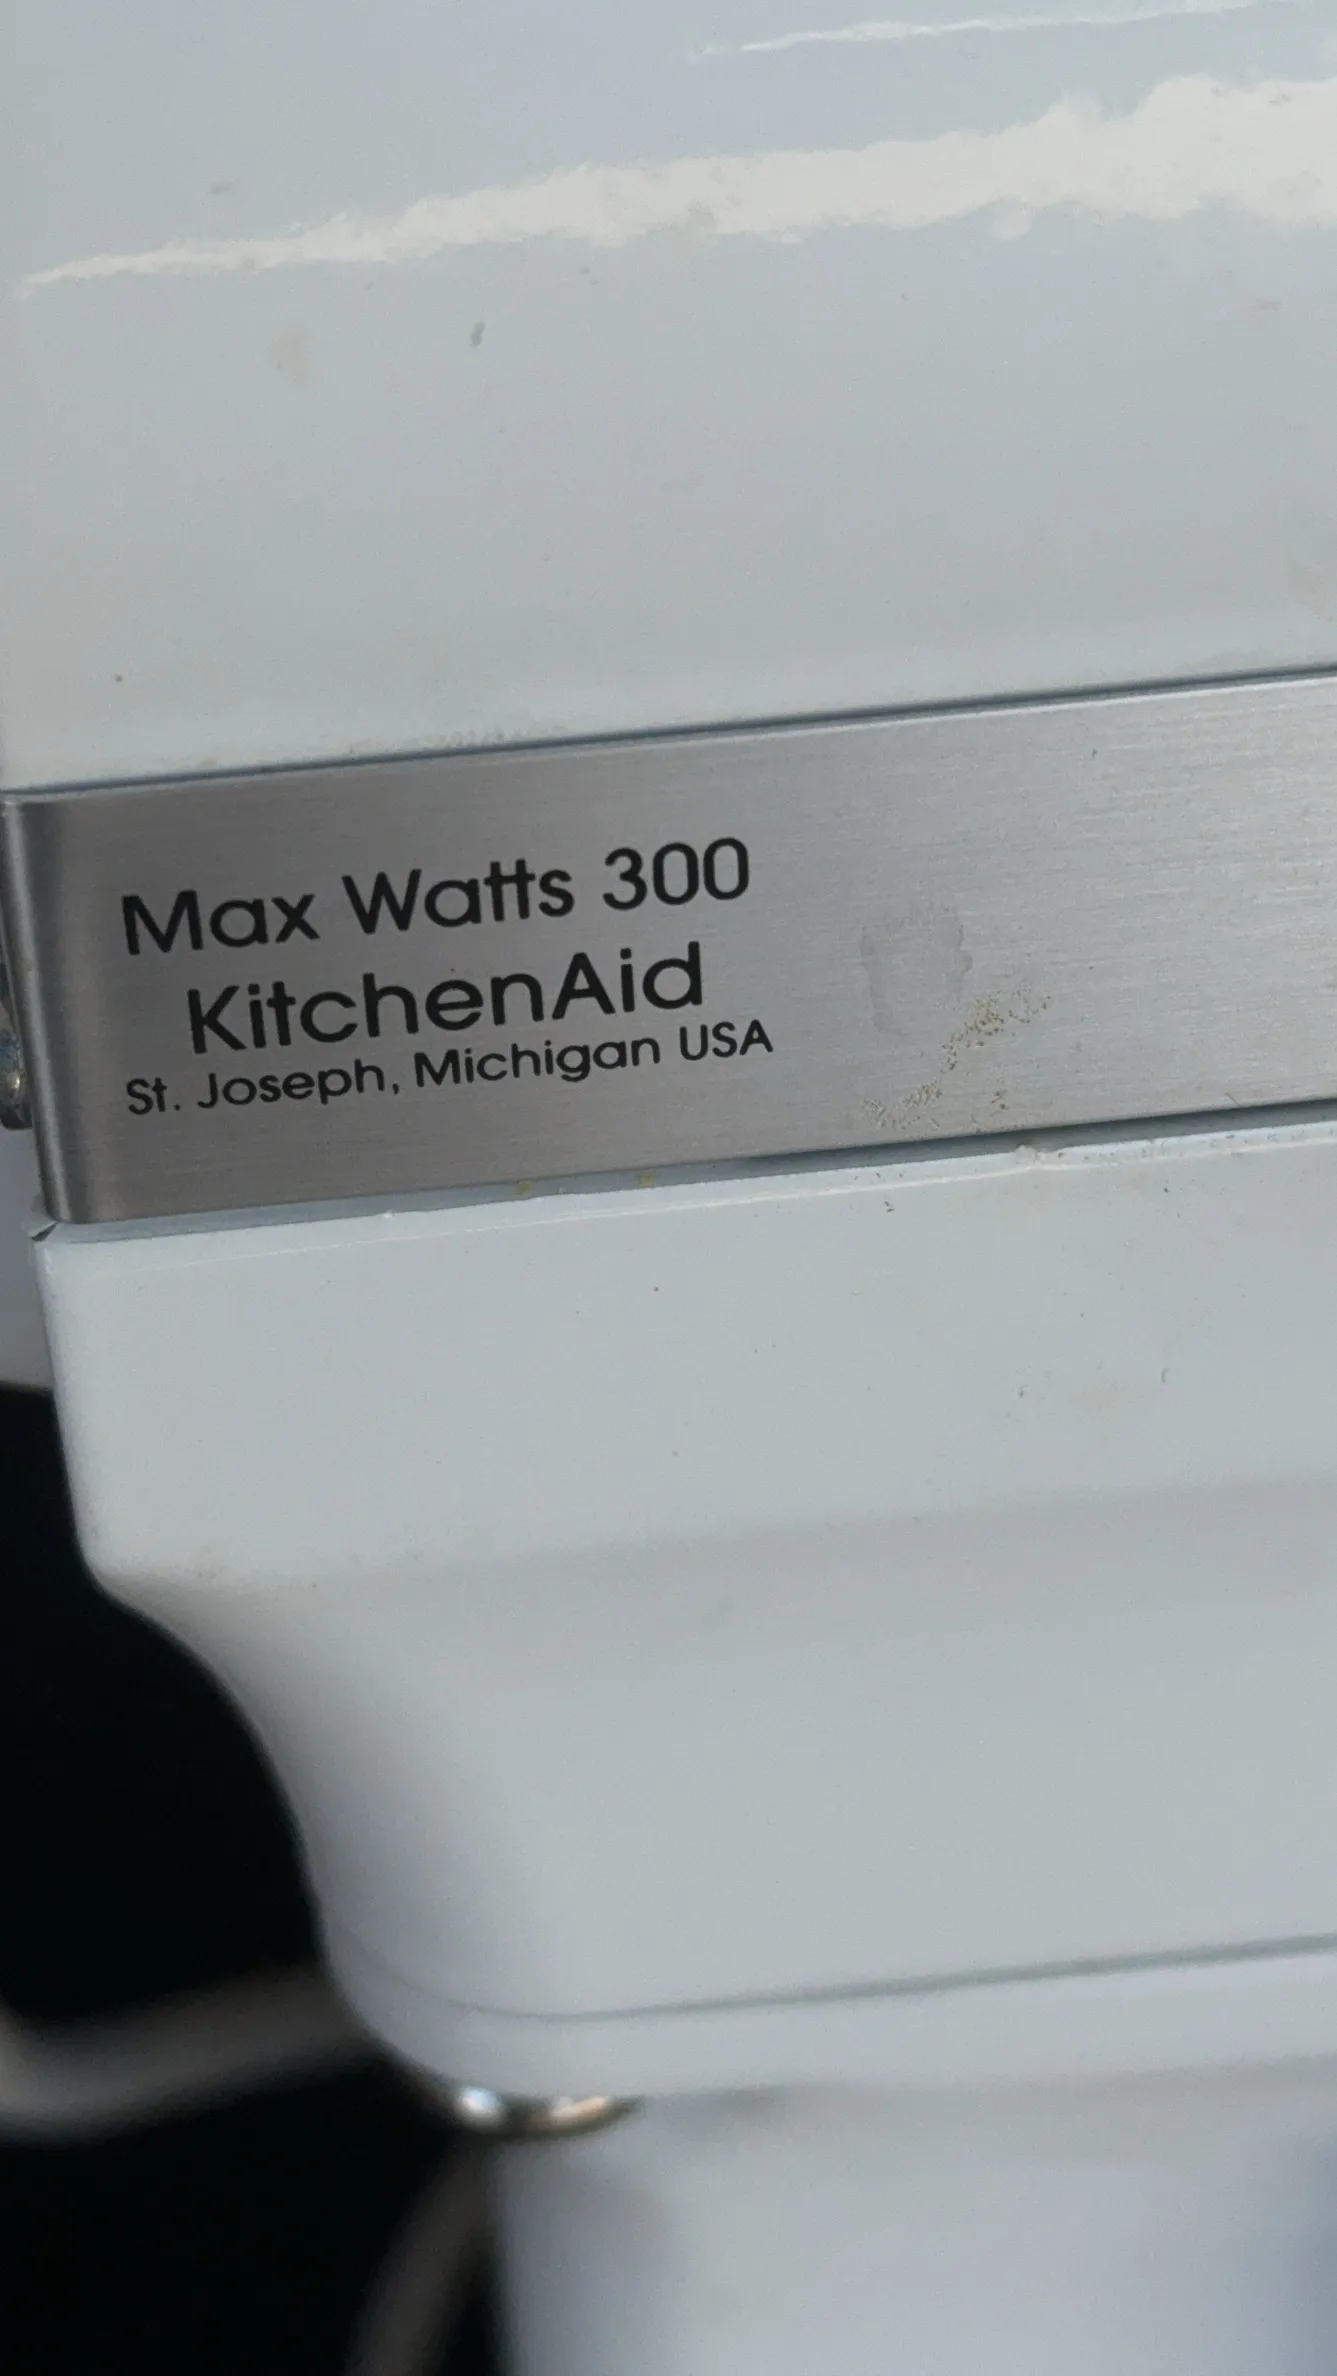 Max Watts 300
KitchenAid
St. Joseph, Michigan USA